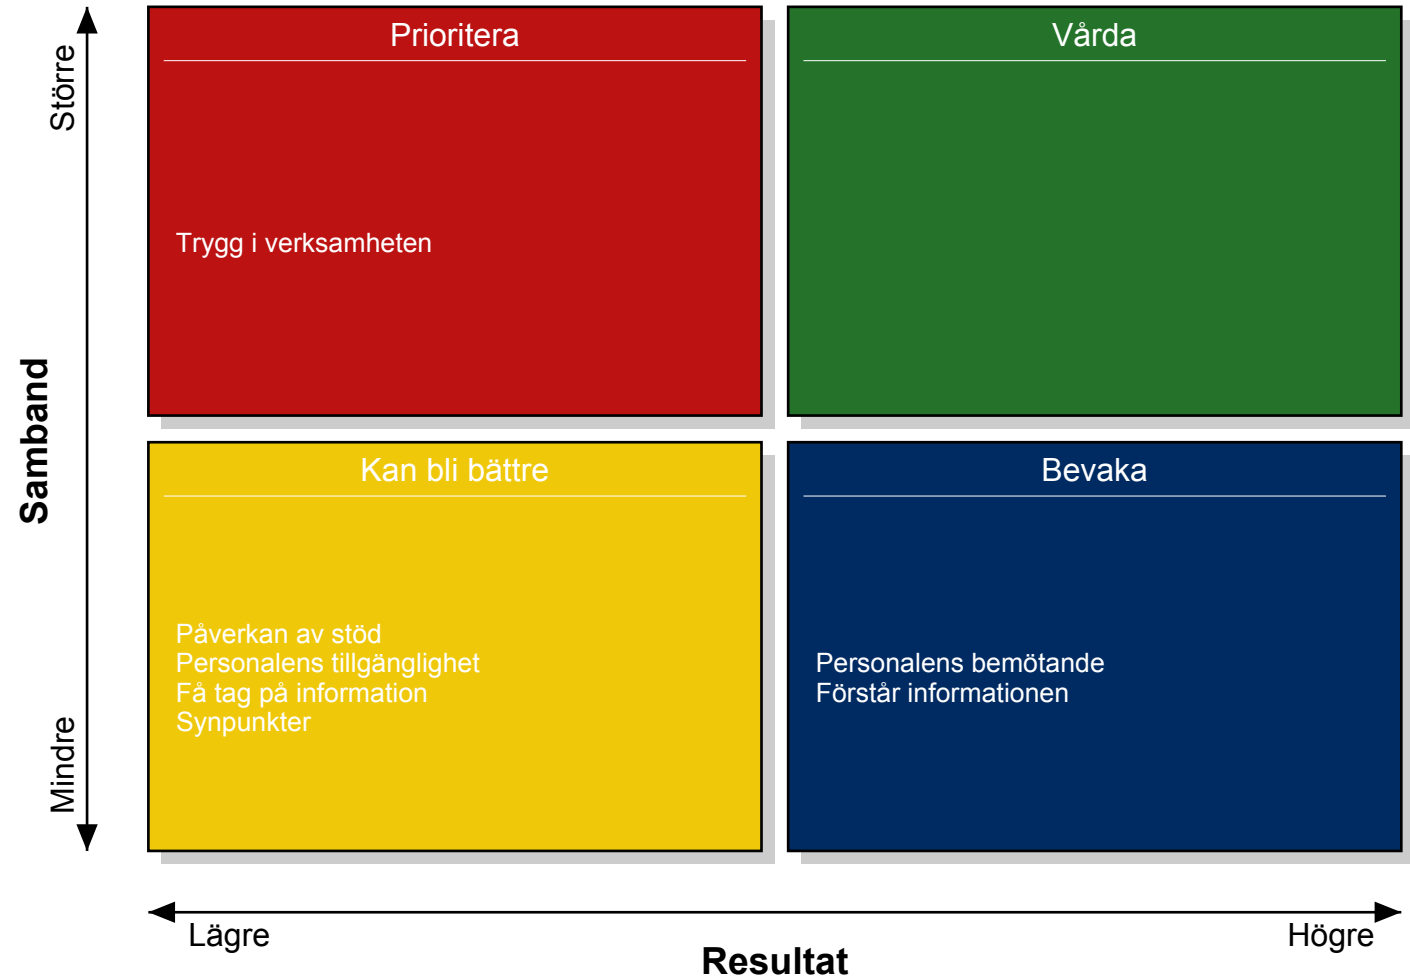 Prioritera
Vårda
Större
Trygg i verksamheten
Samband
Kan bli bättre
Bevaka
Påverkan av stöd
Personalens tillgänglighet
Få tag på information
Synpunkter
Personalens bemötande
Förstår informationen
Mindre
Lägre
Högre
Resultat